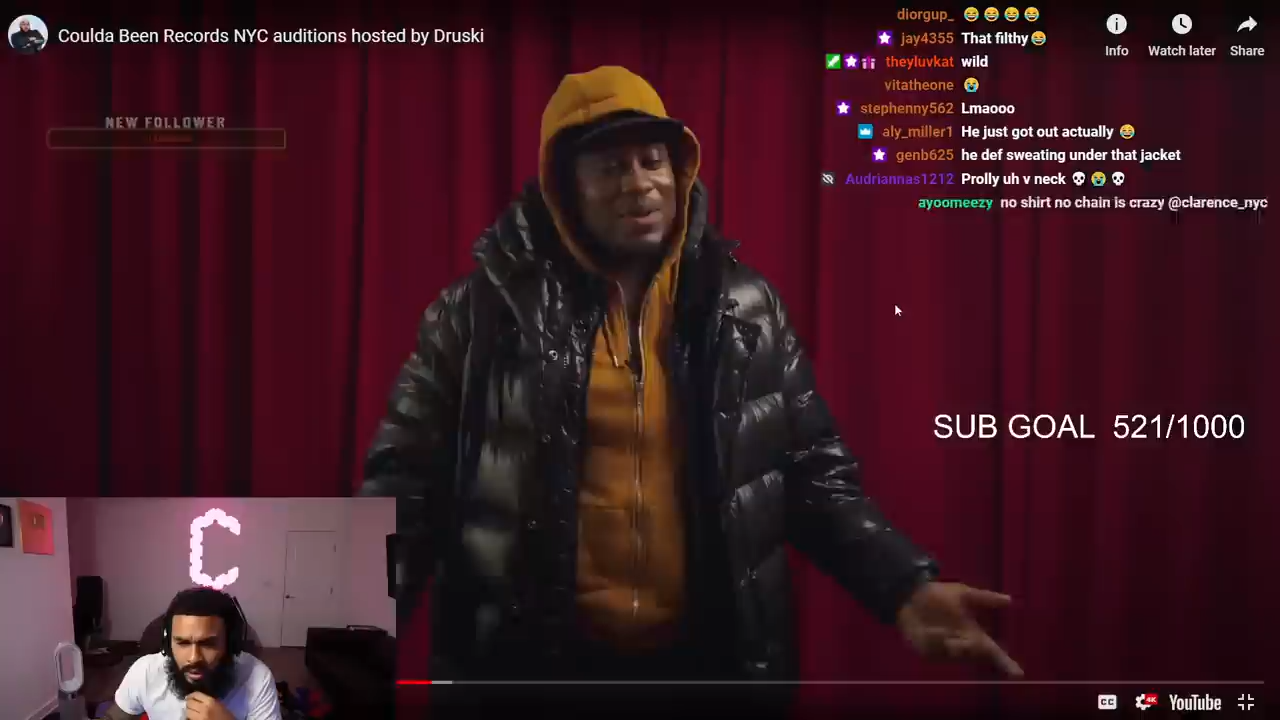 Coulda Been Records NYC auditions hosted by Druski
Info
Watch later
Share
diorgup_ 😂😂😂😂
jay4355 That filthy😂
theyluvkat wild
vitatheone 😭
stephenny562 Lmaooo
aly_miller1 He just got out actually 😂
genb625 he def sweating under that jacket
Audriannas1212 Prolly uh v neck 💀😭💀
ayoomeezy no shirt no chain is crazy @clarence_nyc
NEW FOLLOWER
SUB GOAL 521/1000
C
CC
4K
YouTube